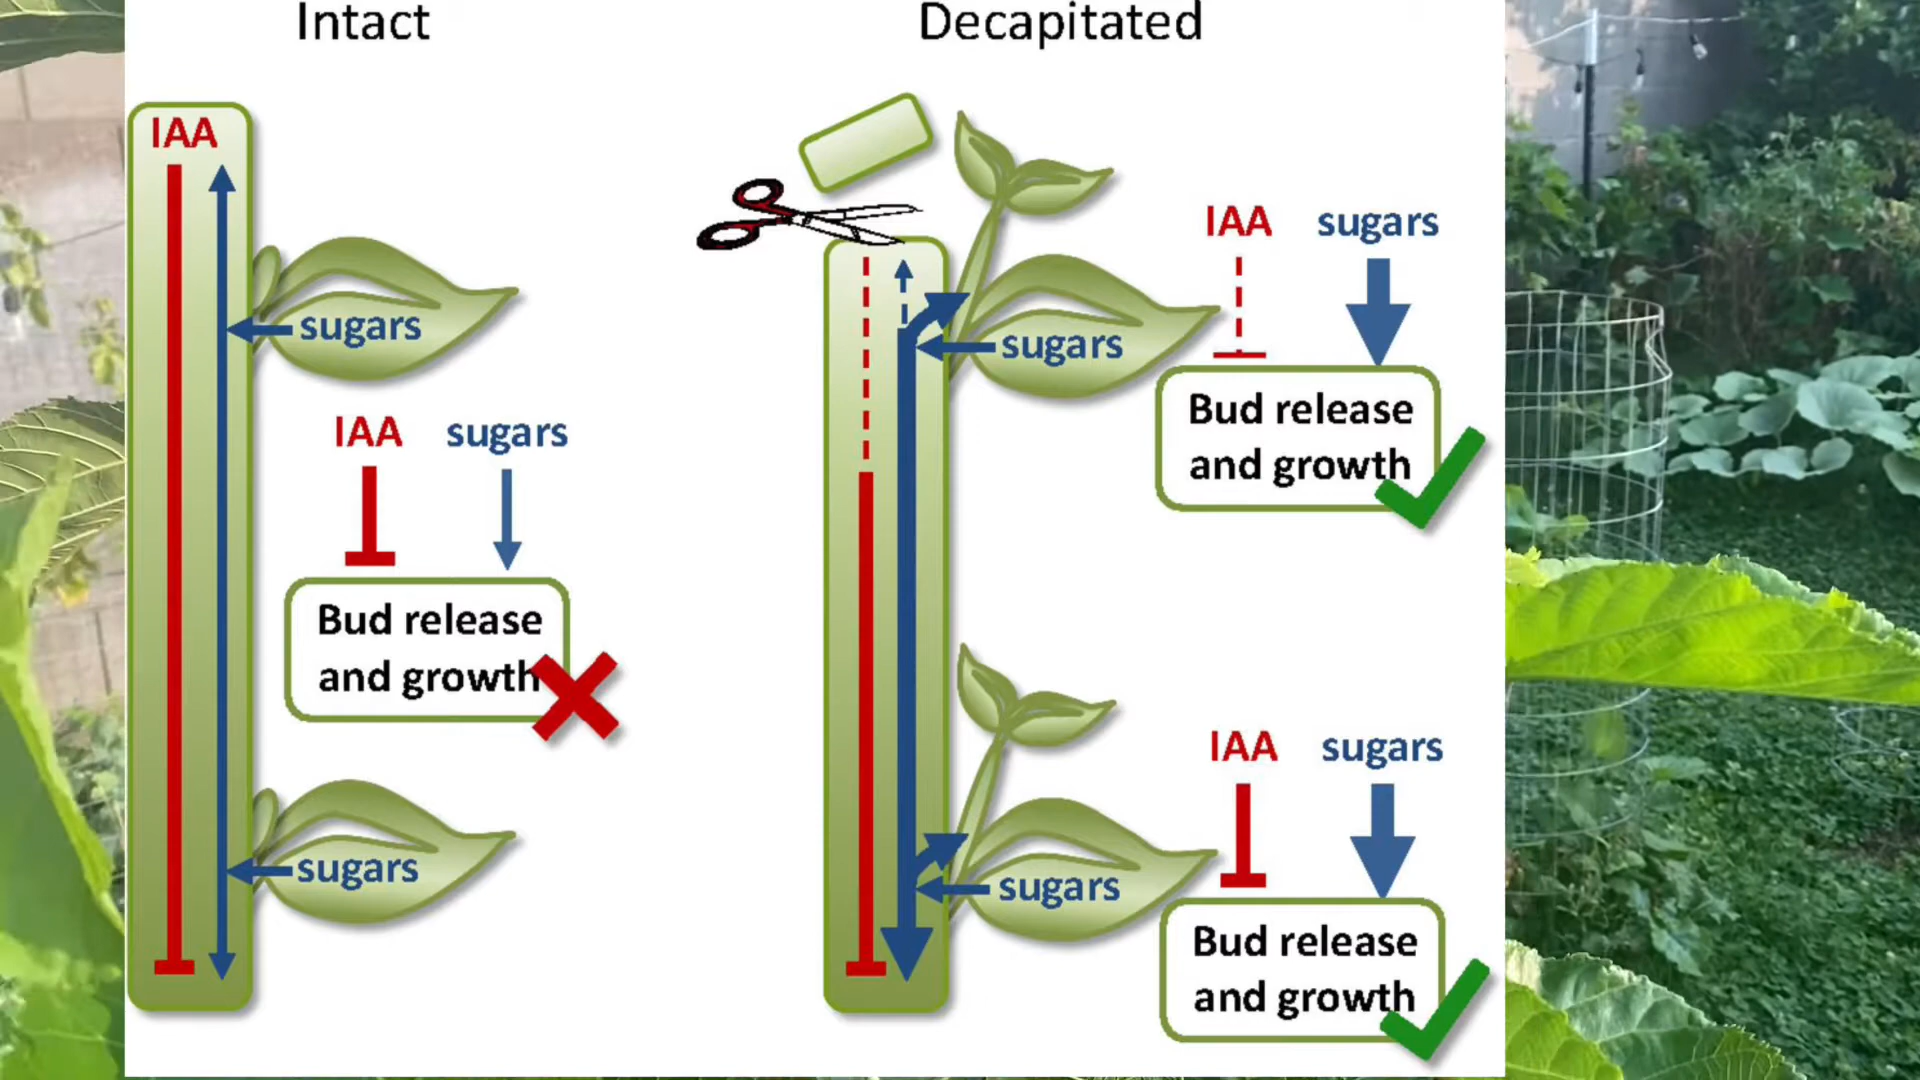 Intact
IAA
sugars
IAA sugars
Bud release
and growth
sugars
Decapitated
sugars
IAA sugars
Bud release
and growth
sugars
IAA sugars
Bud release
and growth